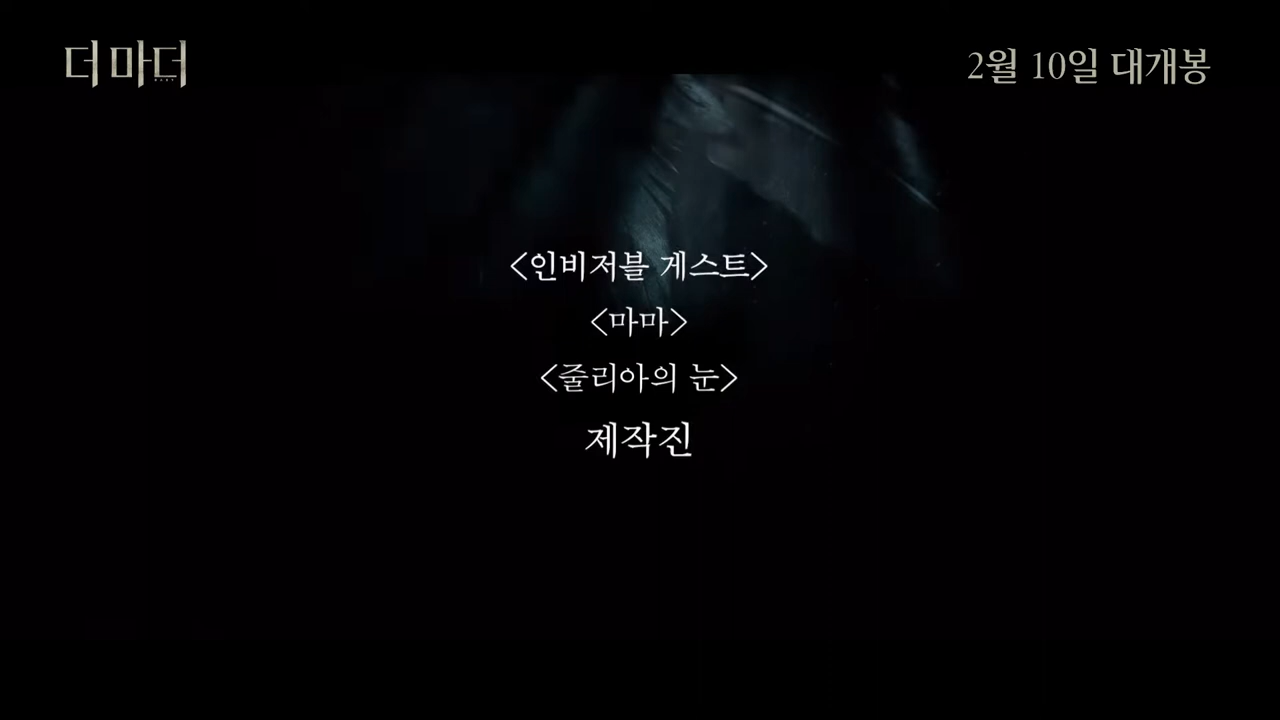 더 마더
2월 10일 대개봉
<인비저블 게스트>
<마마>
<줄리아의 눈>
제작진